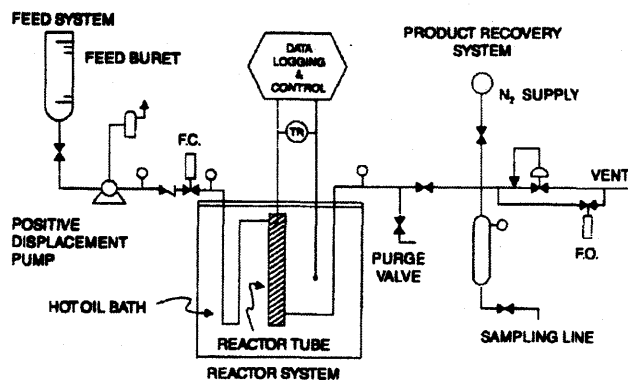 FEED SYSTEM
FEED BURET
F.C.
POSITIVE
DISPLACEMENT
PUMP
DATA
LOGGING
&
CONTROL
TR
HOT OIL BATH
REACTOR TUBE
REACTOR SYSTEM
PRODUCT RECOVERY
SYSTEM
N₂ SUPPLY
VENT
PURGE
VALVE
F.O.
SAMPLING LINE